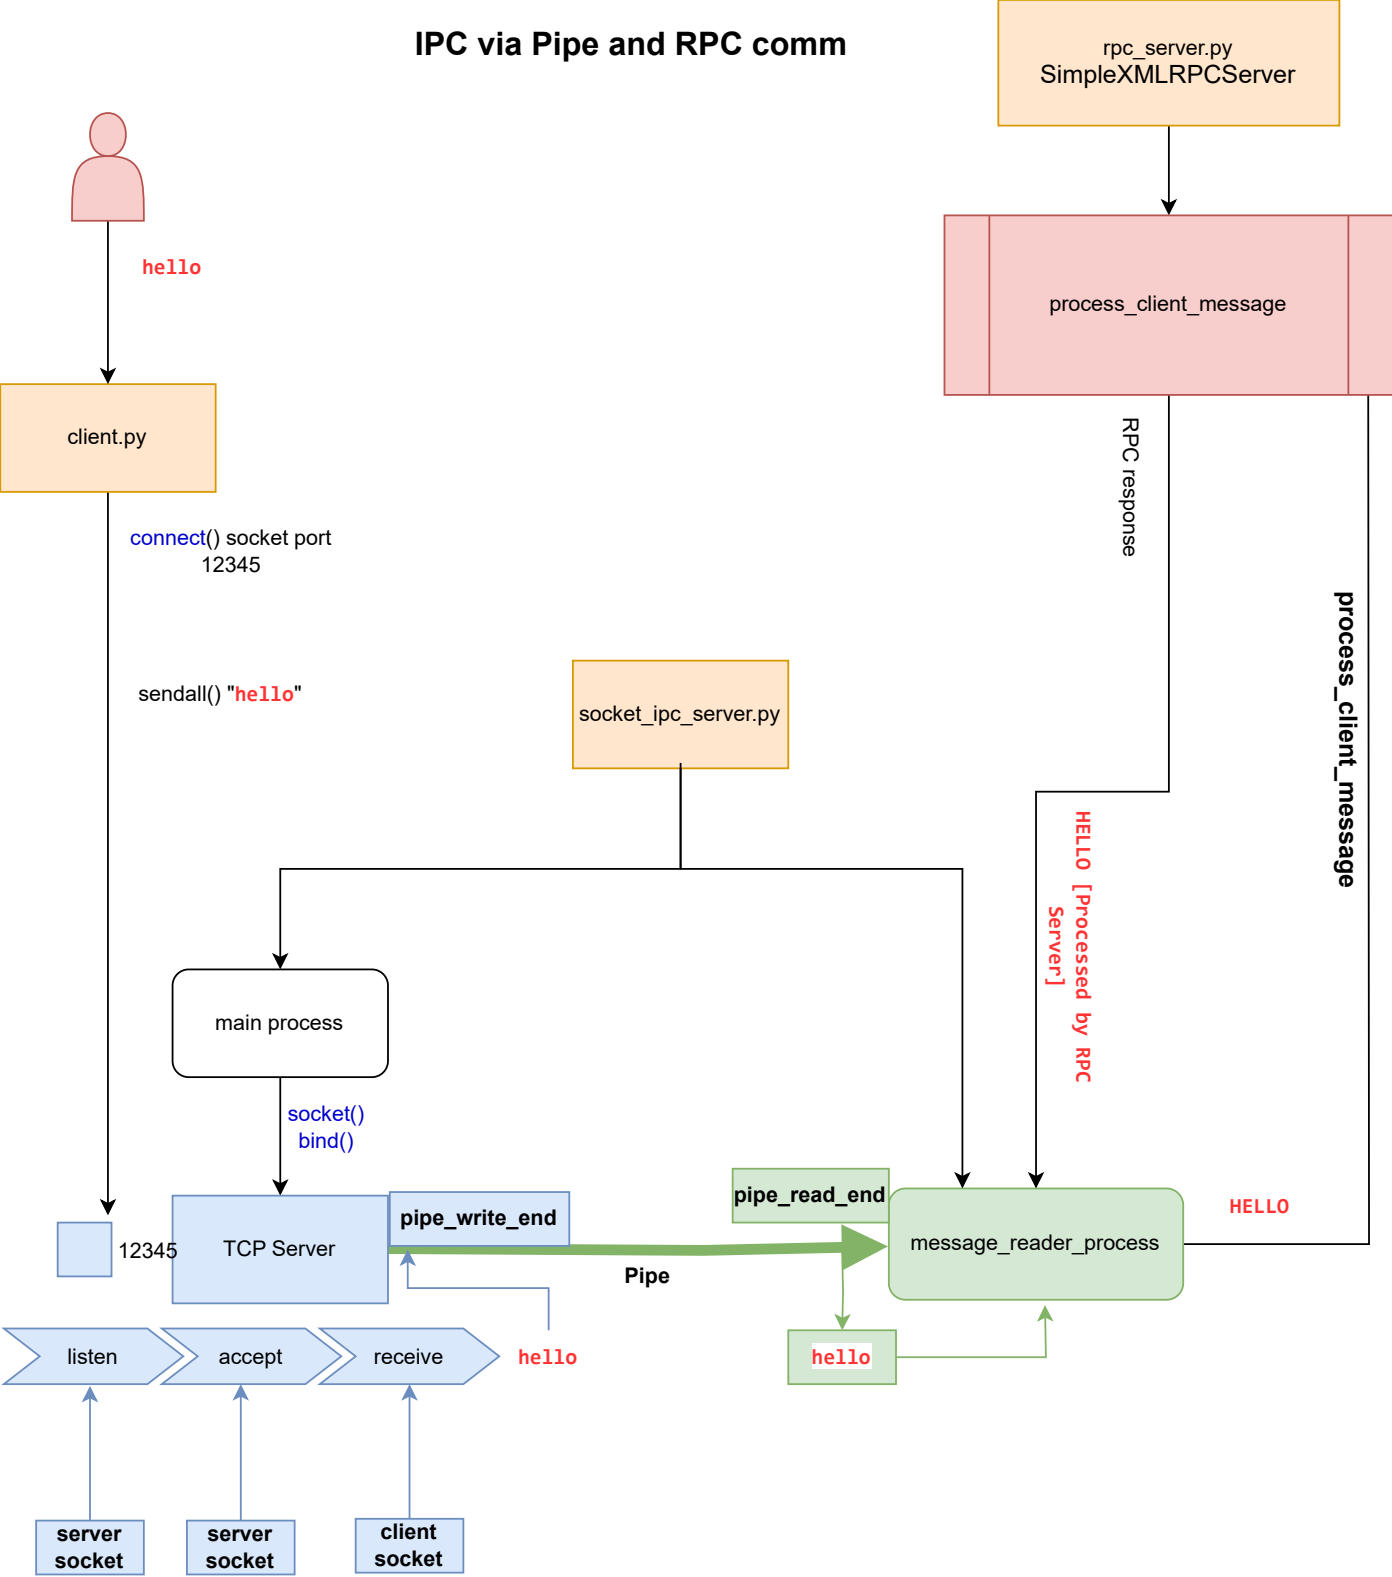 IPC via Pipe and RPC comm
rpc_server.py
SimpleXMLRPCServer
hello
process_client_message
client.py
RPC response
connect() socket port
12345
process_client_message
sendall() "hello"
socket_ipc_server.py
HELLO [Processed by RPC
Server]
main process
socket()
bind()
pipe_read_end
pipe_write_end
HELLO
12345
TCP Server
message_reader_process
Pipe
listen
accept
receive
hello
hello
server
socket
server
socket
client
socket